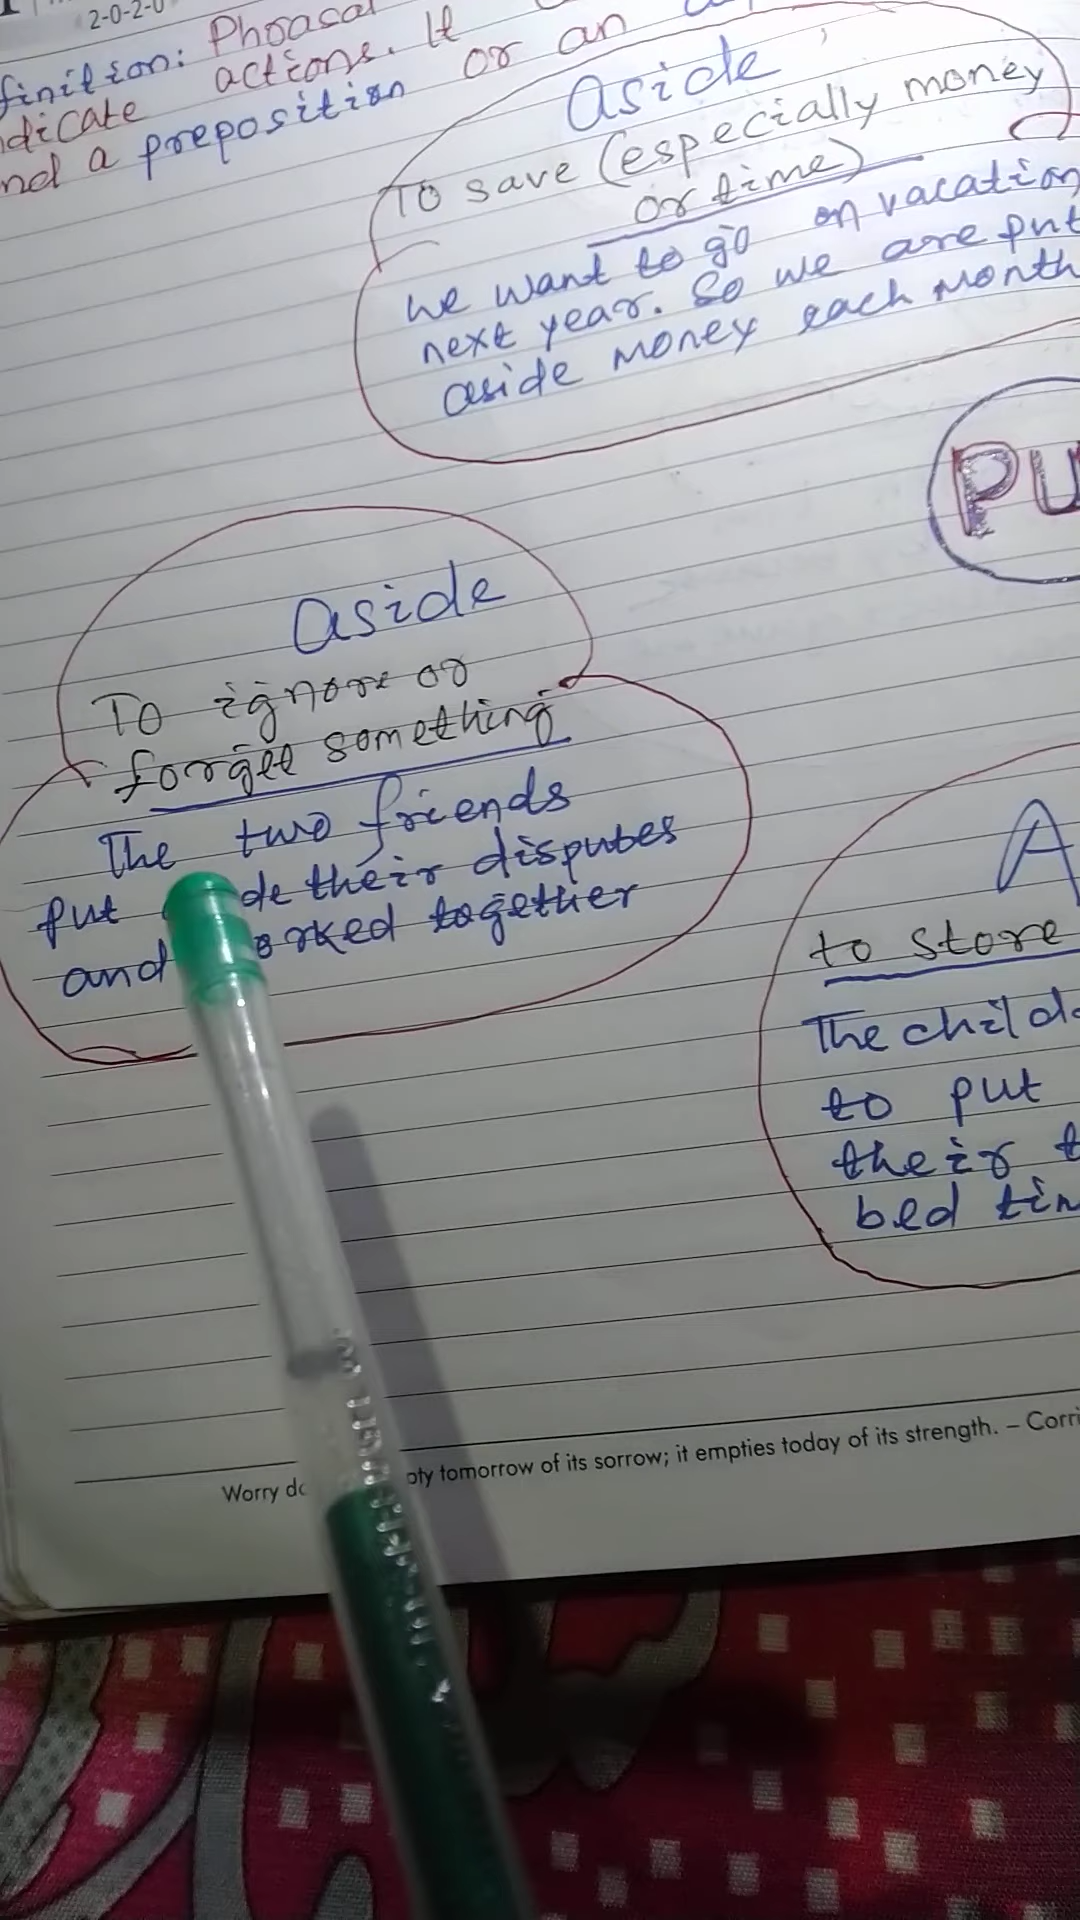 2-0-2-0
finition: Phrasal
dicate actions. It
nd a preposition or an
aside
To save (especially money
or time)
We want to go on vacation
next year. So we are put
aside money each month
PU
aside
To ignore or
forget something
The two friends
put de their disputes
and orked together
A
to store
The child
to put
their t
bed tim
Worry do pty tomorrow of its sorrow; it empties today of its strength. – Corri